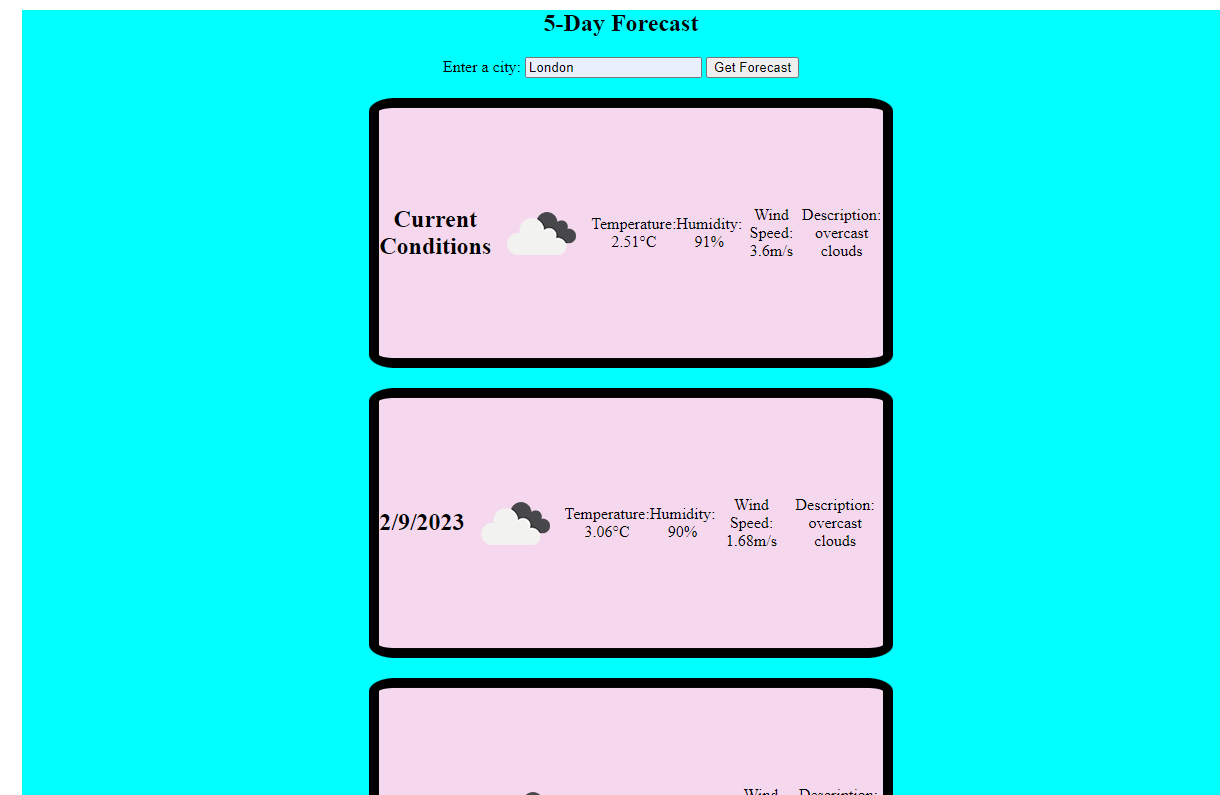 5-Day Forecast
Enter a city: London Get Forecast
Current
Conditions
Temperature:
2.51°C
Humidity:
91%
Wind
Speed:
3.6m/s
Description:
overcast
clouds
2/9/2023
Temperature:
3.06°C
Humidity:
90%
Wind
Speed:
1.68m/s
Description:
overcast
clouds
Wind
Description: